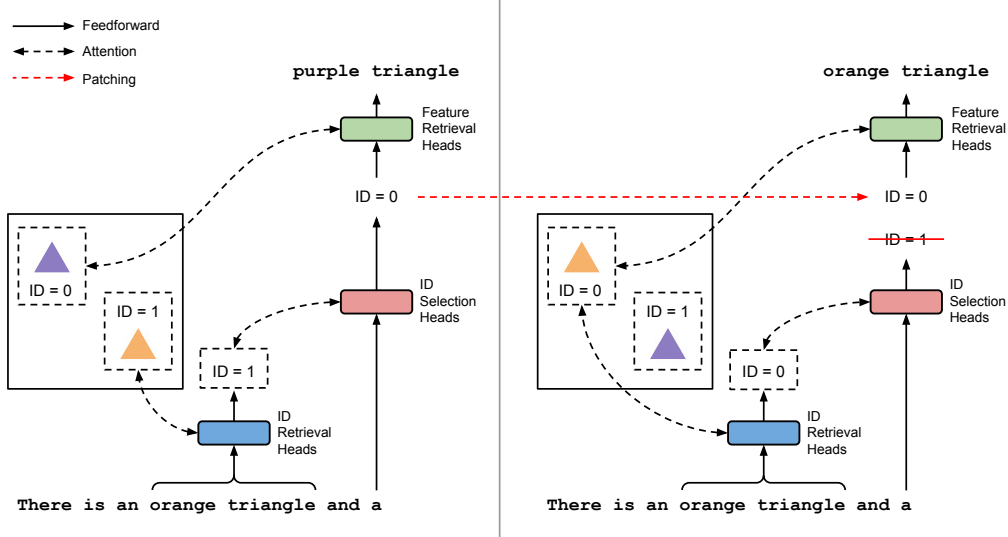 Feedforward
Attention
Patching
purple triangle
Feature
Retrieval
Heads
ID = 0
ID = 0
ID = 1
ID
Selection
Heads
ID = 1
ID
Retrieval
Heads
There is an orange triangle and a
orange triangle
Feature
Retrieval
Heads
ID = 0
ID = 1
ID = 0
ID = 1
ID
Selection
Heads
ID = 0
ID
Retrieval
Heads
There is an orange triangle and a